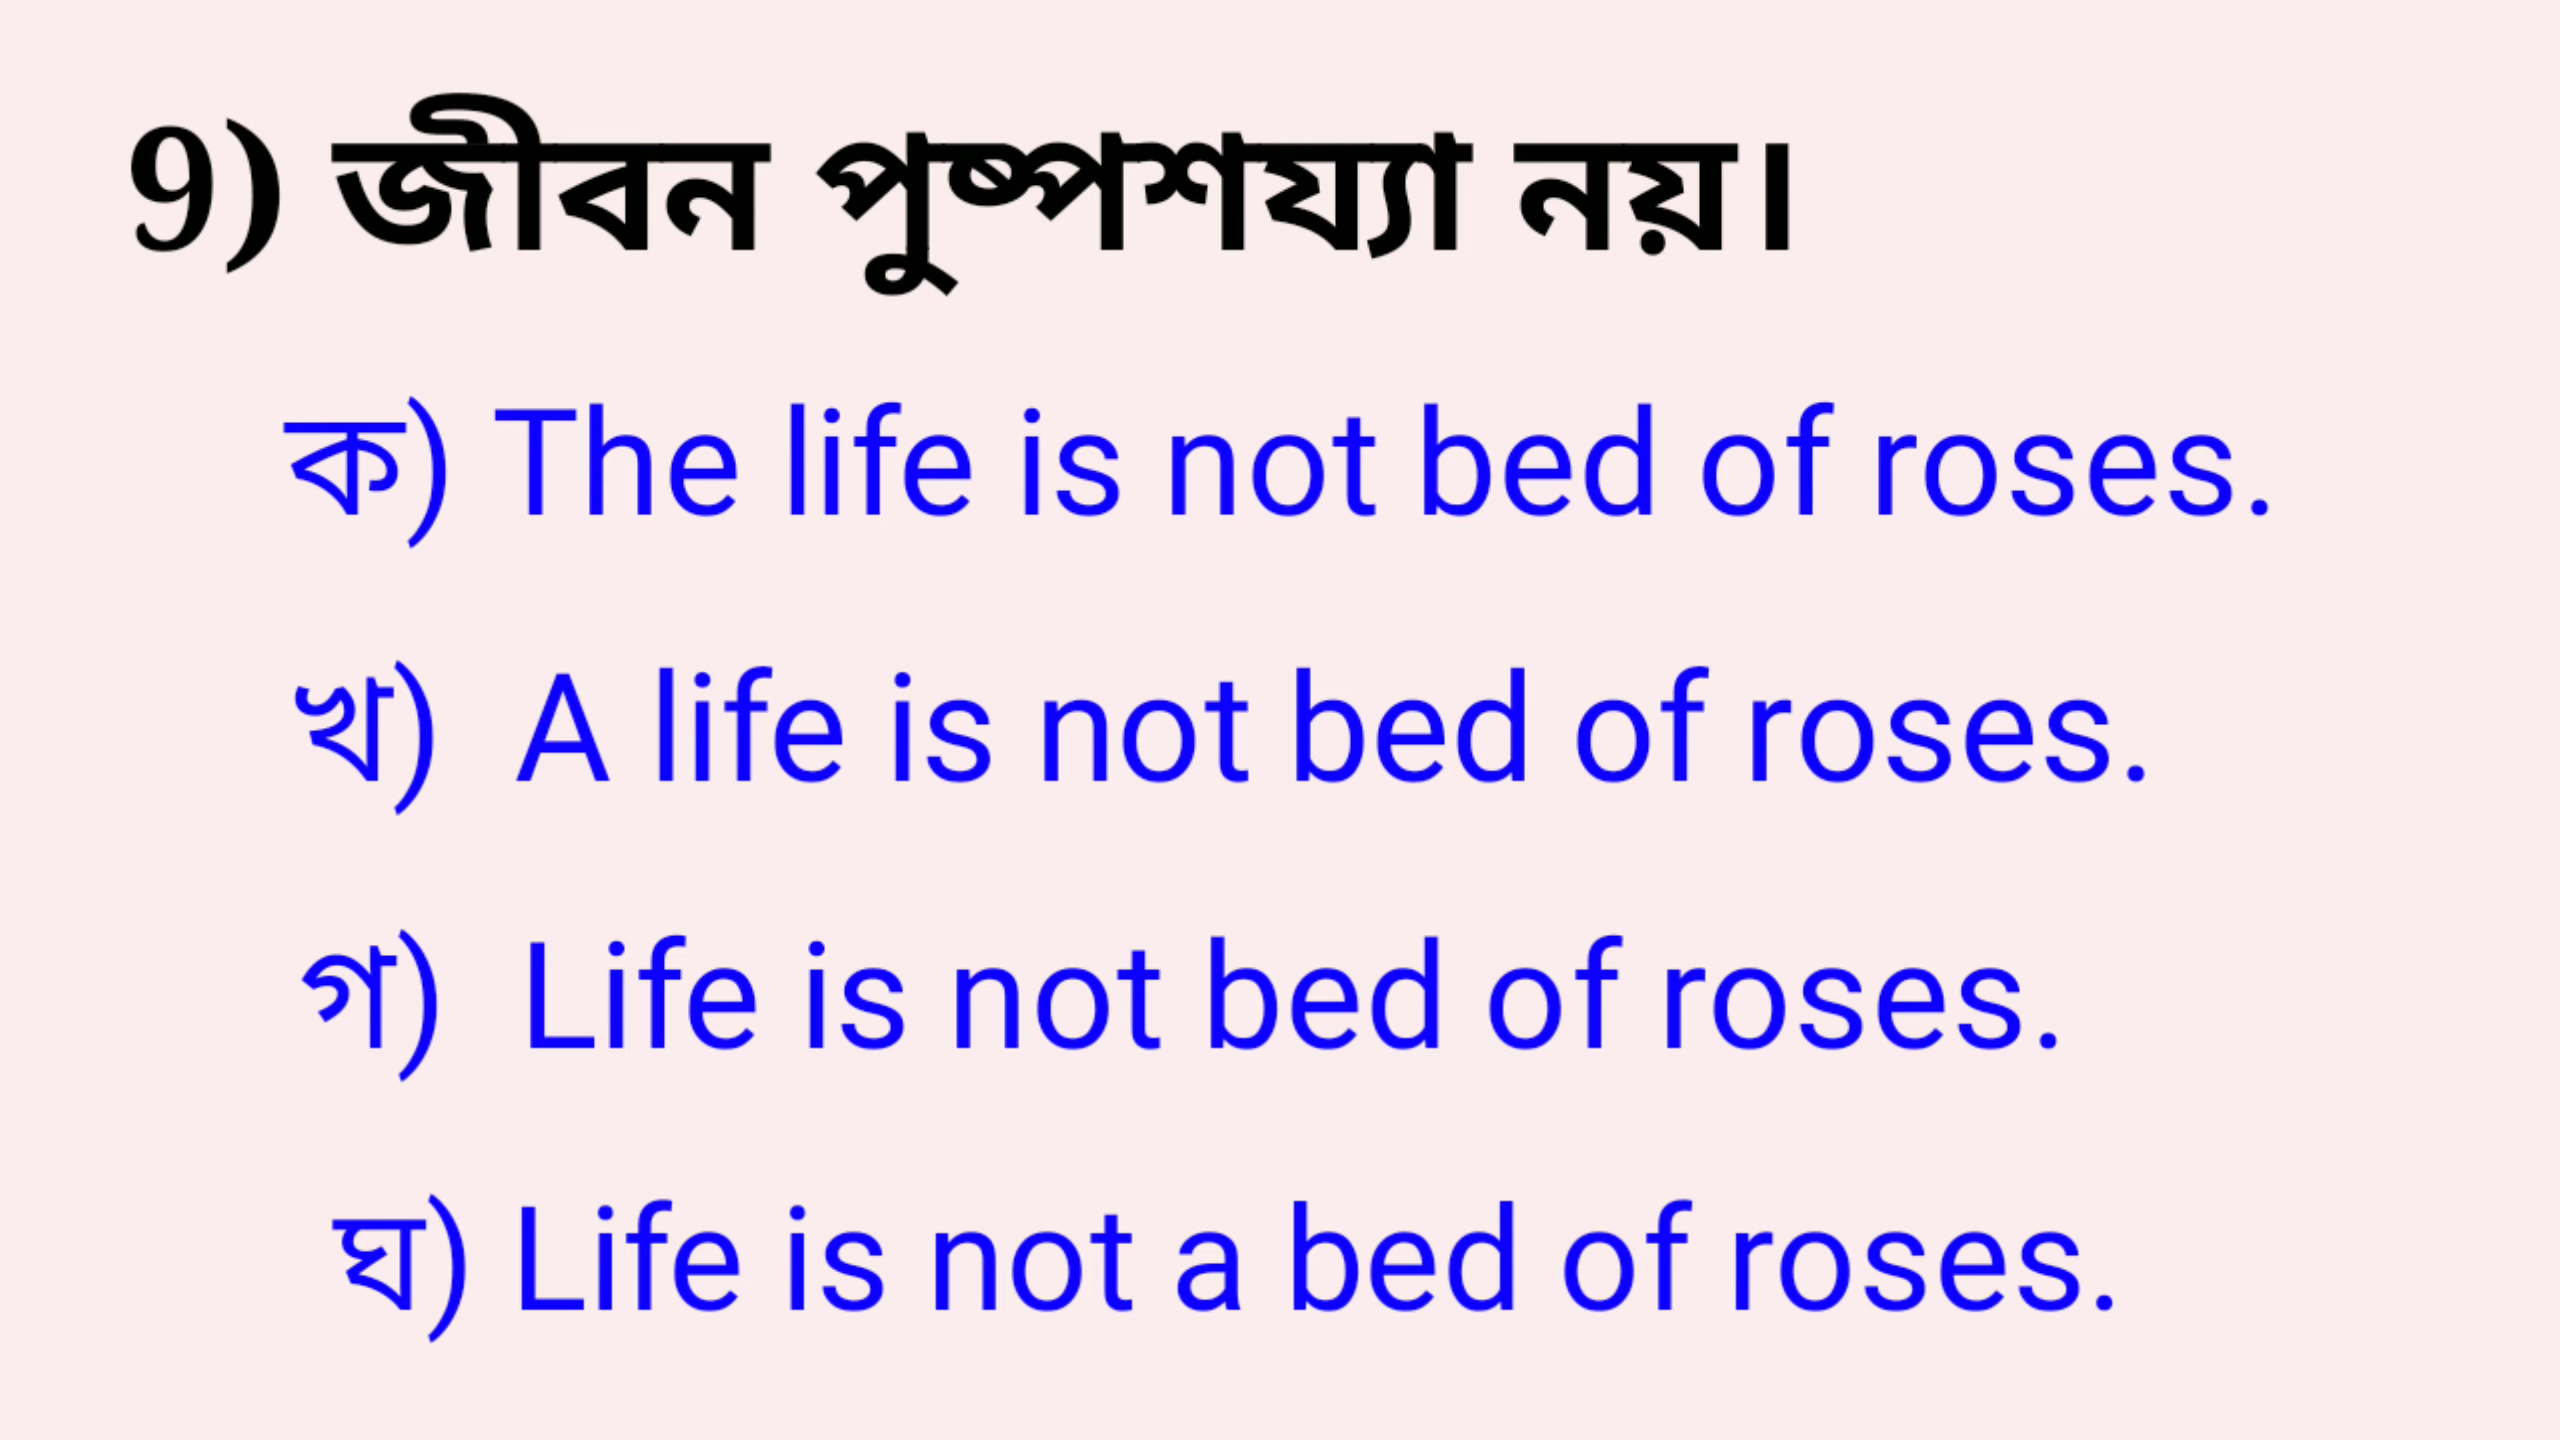 9) জীবন পুষ্পশয্যা নয়।
ক) The life is not bed of roses.
খ) A life is not bed of roses.
গ) Life is not bed of roses.
ঘ) Life is not a bed of roses.